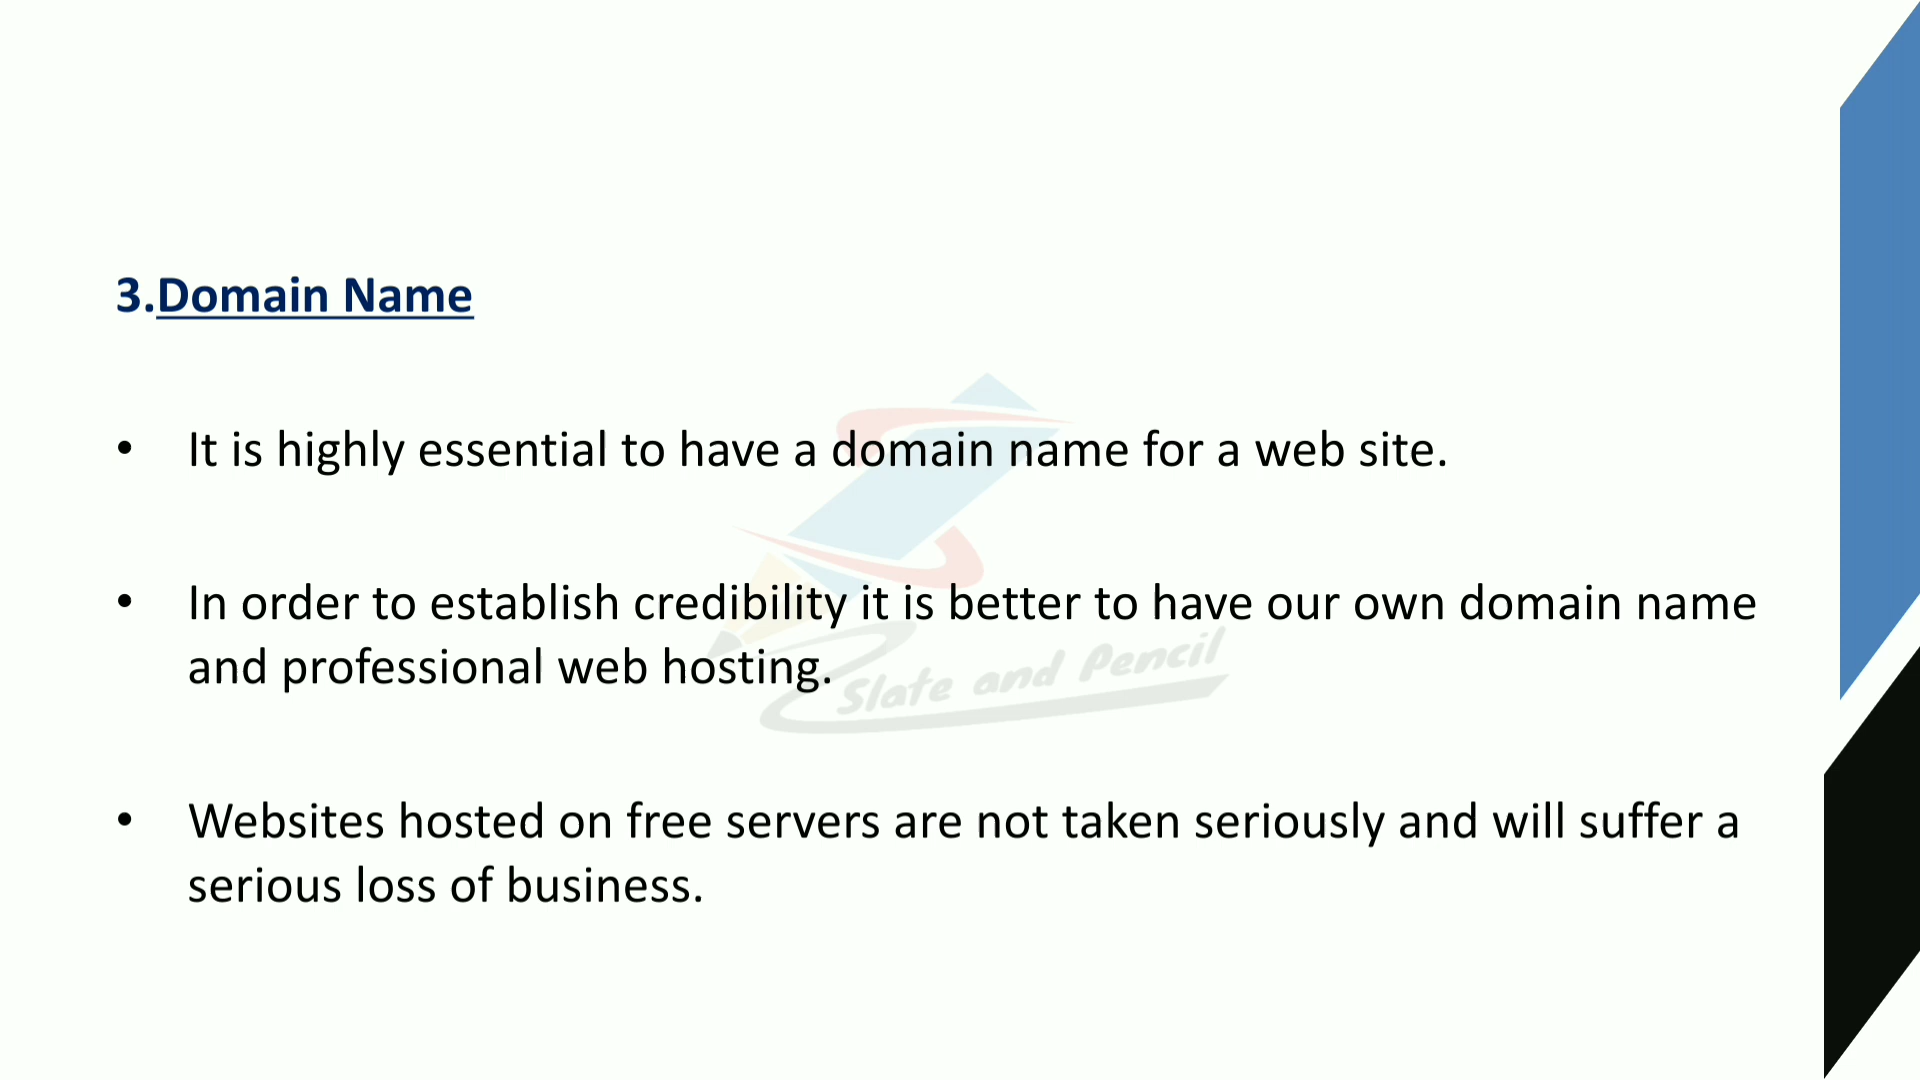 3.Domain Name
• It is highly essential to have a domain name for a web site.
• In order to establish credibility it is better to have our own domain name
and professional web hosting.
Slate and Pencil
• Websites hosted on free servers are not taken seriously and will suffer a
serious loss of business.